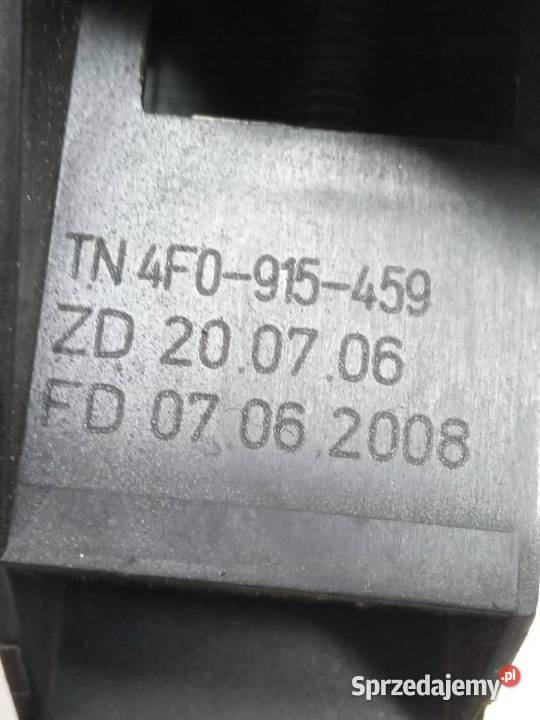 TN 4F0-915-459
ZD 20.07.06
FD 07.06.2008
Sprzedajemy.pl